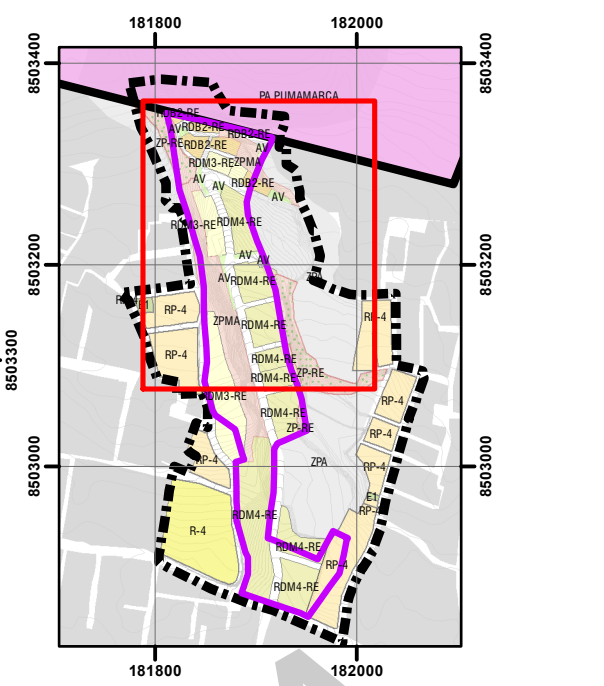 181800 182000
8503400 8503400
PA PUMAMARCA
RDB2-RE
AV RDB2-RE
RDB2-RE
ZP-RE RDB2-RE AV
RDM3-RE ZPMA
AV AV RDB2-RE
AV
RDM3-RE RDM4-RE
8503200 8503200
AV AV
AV RDM4-RE
E1
RP-4 RP-4
ZPMA RDM4-RE
8503300
RP-4 RDM4-RE
RDM4-RE ZP-RE
RDM3-RE RP-4
RDM4-RE
ZP-RE RP-4
8503000 8503000
RP-4 ZPA RP-4
E1
RDM4-RE
R-4
RDM4-RE
RP-4
RDM4-RE
181800 182000